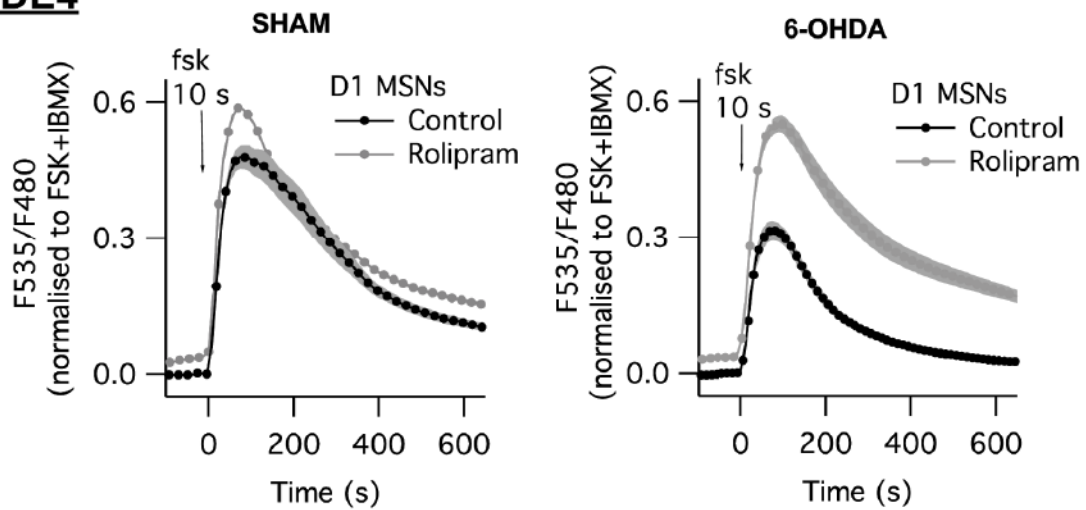 SHAM
fsk
10 s
D1 MSNs
Control
Rolipram
0.6
0.3
0.0
F535/F480
(normalised to FSK+IBMX)
0
200
400
600
Time (s)
6-OHDA
fsk
10 s
D1 MSNs
Control
Rolipram
0.6
0.3
0.0
F535/F480
(normalised to FSK+IBMX)
0
200
400
600
Time (s)